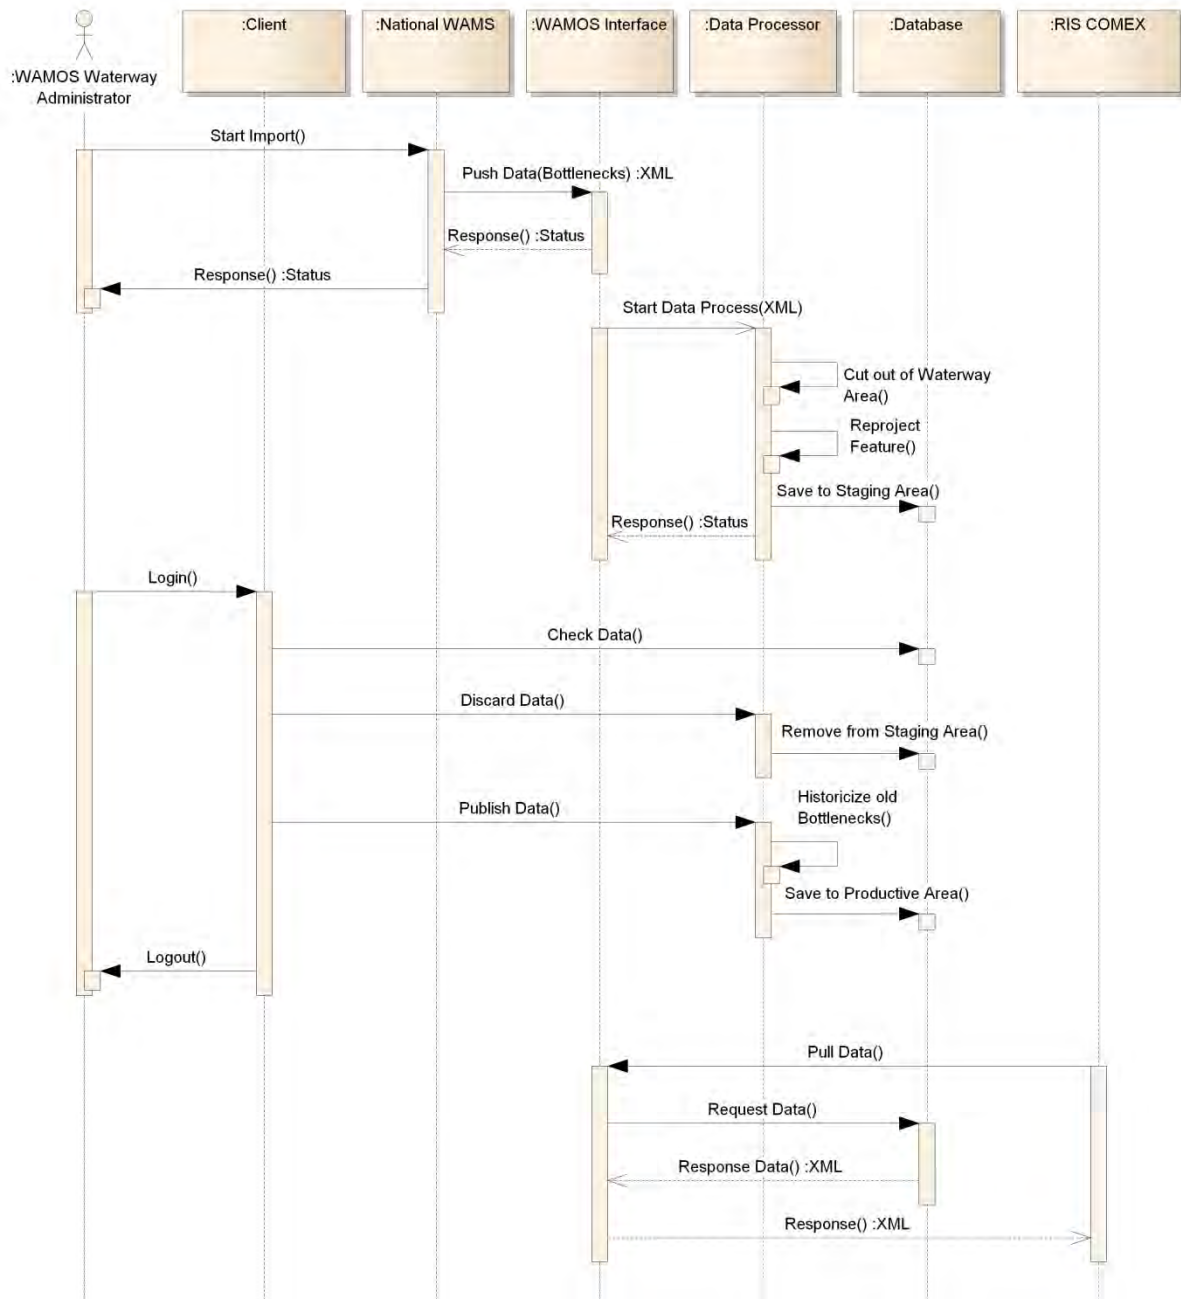 :Client
:National WAMS
:WAMOS Interface
:Data Processor
:Database
:RIS COMEX
:WAMOS Waterway
Administrator
Start Import()
Push Data(Bottlenecks) :XML
Response() :Status
Response() :Status
Start Data Process(XML)
Cut out of Waterway
Area()
Reproject
Feature()
Save to Staging Area()
Response() :Status
Login()
Check Data()
Discard Data()
Remove from Staging Area()
Historicize old
Bottlenecks()
Publish Data()
Save to Productive Area()
Logout()
Pull Data()
Request Data()
Response Data() :XML
Response() :XML